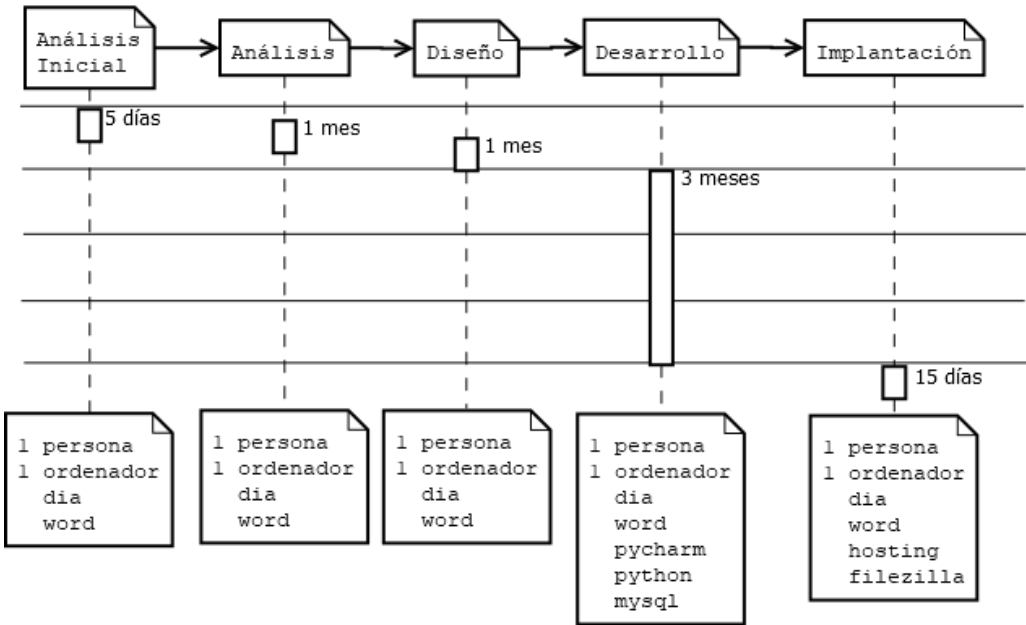 Análisis
Inicial
Análisis
Diseño
Desarrollo
Implantación
5 días
1 mes
1 mes
3 meses
15 días
1 persona
1 ordenador
dia
word
1 persona
1 ordenador
dia
word
1 persona
1 ordenador
dia
word
1 persona
1 ordenador
dia
word
pycharm
python
mysql
1 persona
1 ordenador
dia
word
hosting
filezilla